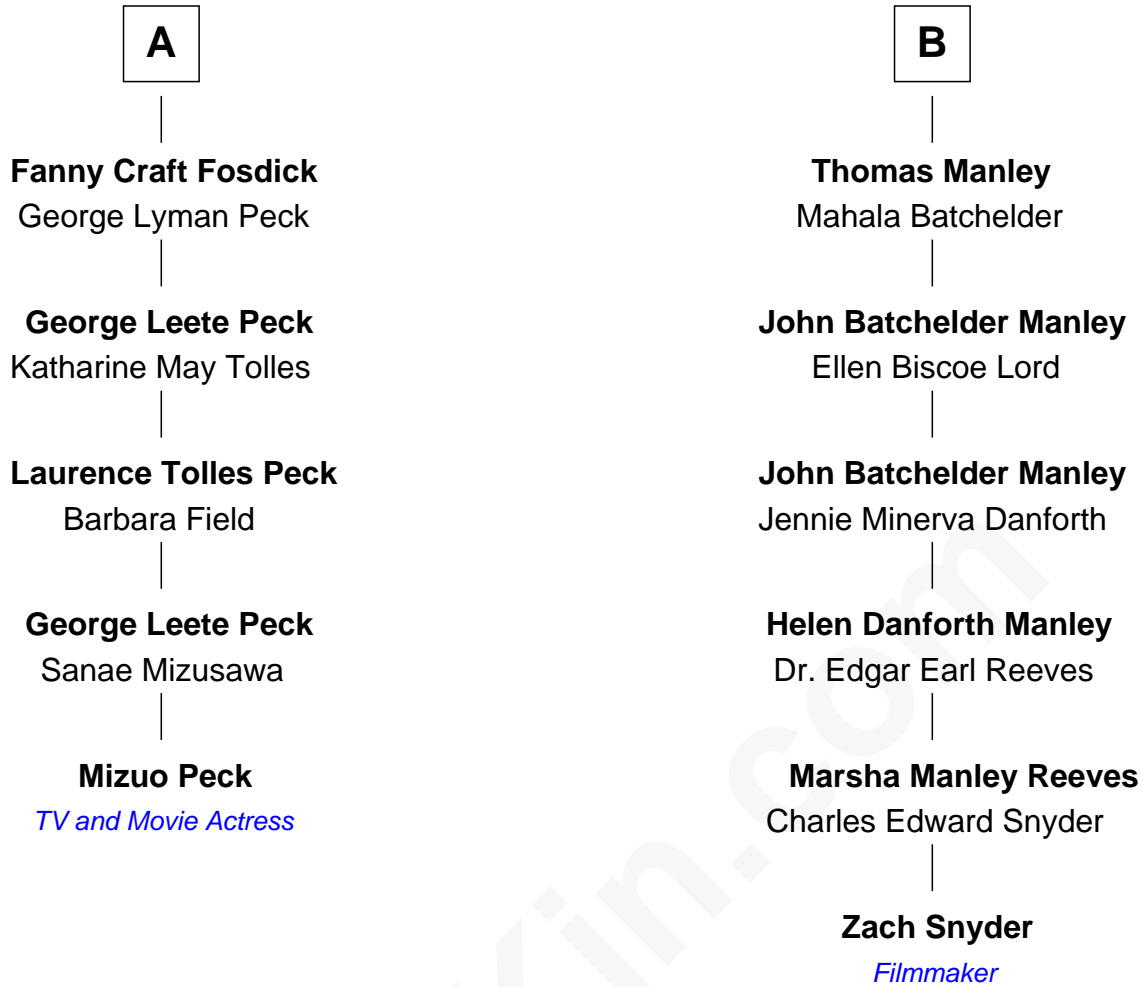 A
Fanny Craft Fosdick
George Lyman Peck
George Leete Peck
Katharine May Tolles
Laurence Tolles Peck
Barbara Field
George Leete Peck
Sanae Mizusawa
Mizuo Peck
TV and Movie Actress
B
Thomas Manley
Mahala Batchelder
John Batchelder Manley
Ellen Biscoe Lord
John Batchelder Manley
Jennie Minerva Danforth
Helen Danforth Manley
Dr. Edgar Earl Reeves
Marsha Manley Reeves
Charles Edward Snyder
Zach Snyder
Filmmaker